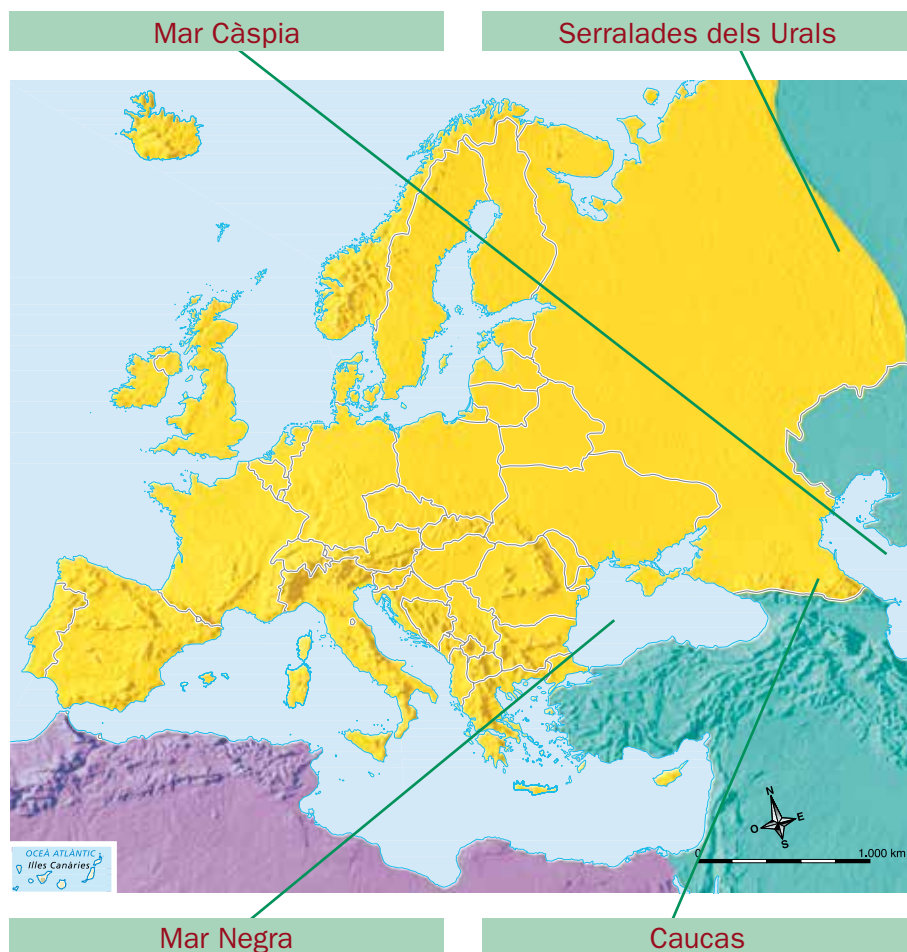 Mar Càspia
Serralades dels Urals
N
E
O
S
OCEÀ ATLÀNTIC
Illes Canàries
0
1.000 km
Mar Negra
Caucas